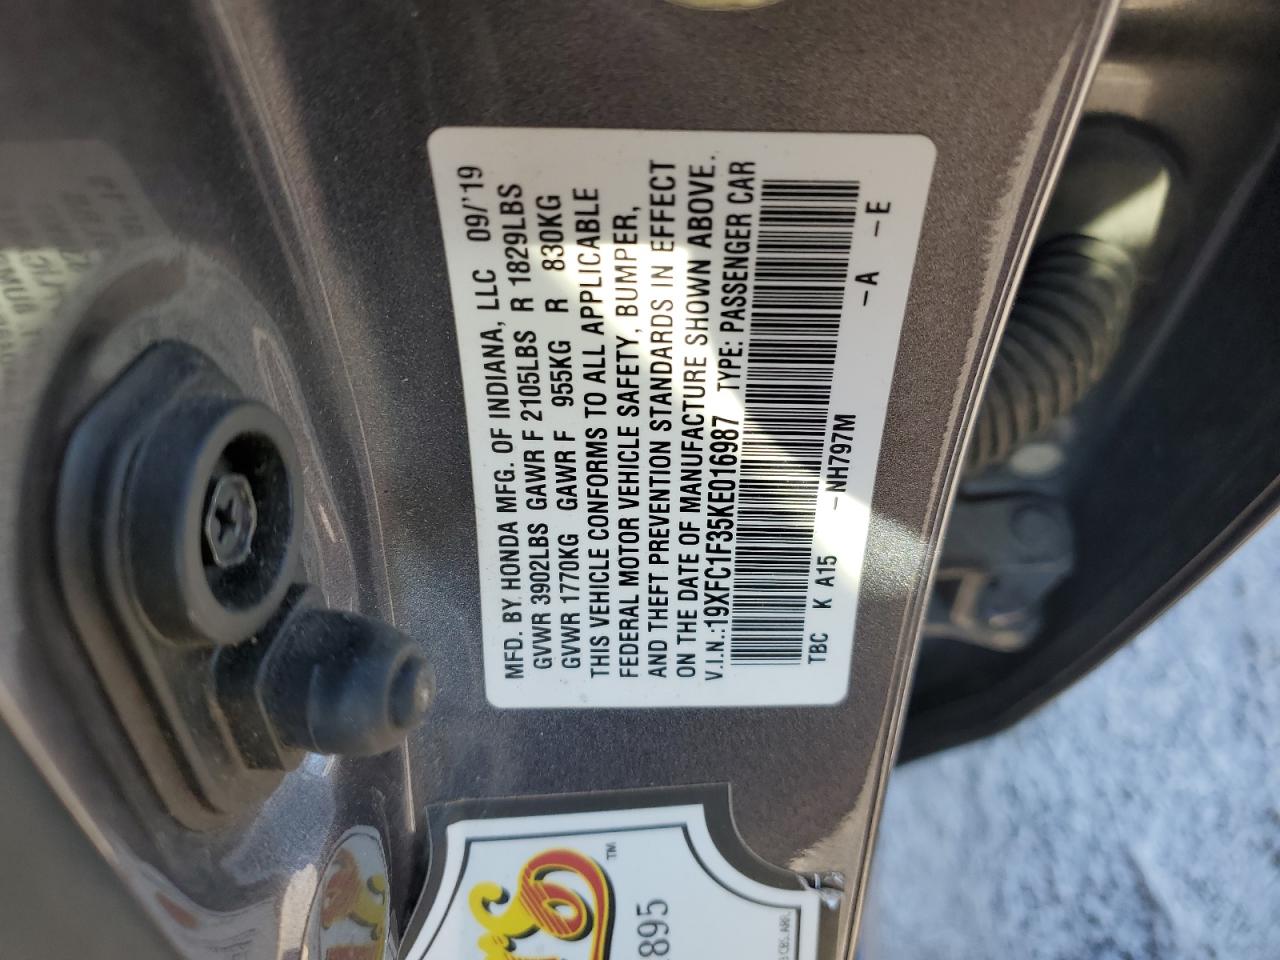 MFD. BY HONDA MFG. OF INDIANA, LLC 09/'19
GVWR 3902LBS GAWR F 2105LBS R 1829LBS
GVWR 1770KG GAWR F 955KG R 830KG
THIS VEHICLE CONFORMS TO ALL APPLICABLE
FEDERAL MOTOR VEHICLE SAFETY, BUMPER,
AND THEFT PREVENTION STANDARDS IN EFFECT
ON THE DATE OF MANUFACTURE SHOWN ABOVE.
V.I.N.:19XFC1F35KE016987 TYPE: PASSENGER CAR
TBC K A15 -NH797M -A -E
TM
895